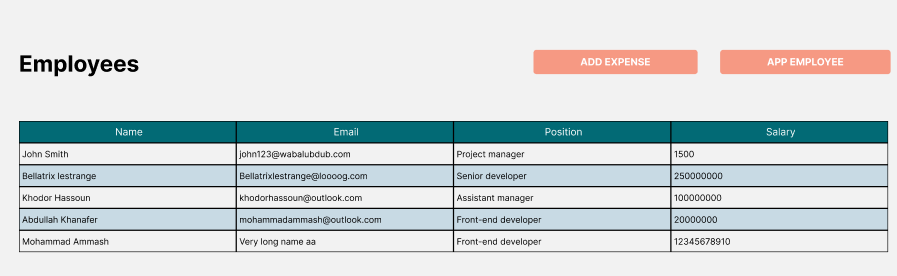 Employees
ADD EXPENSE
APP EMPLOYEE
Name Email Position Salary
John Smith john123@wabalubdub.com Project manager 1500
Bellatrix lestrange Bellatrixlestrange@loooog.com Senior developer 250000000
Khodor Hassoun khodorhassoun@outlook.com Assistant manager 100000000
Abdullah Khanafer mohammadammash@outlook.com Front-end developer 20000000
Mohammad Ammash Very long name aa Front-end developer 12345678910